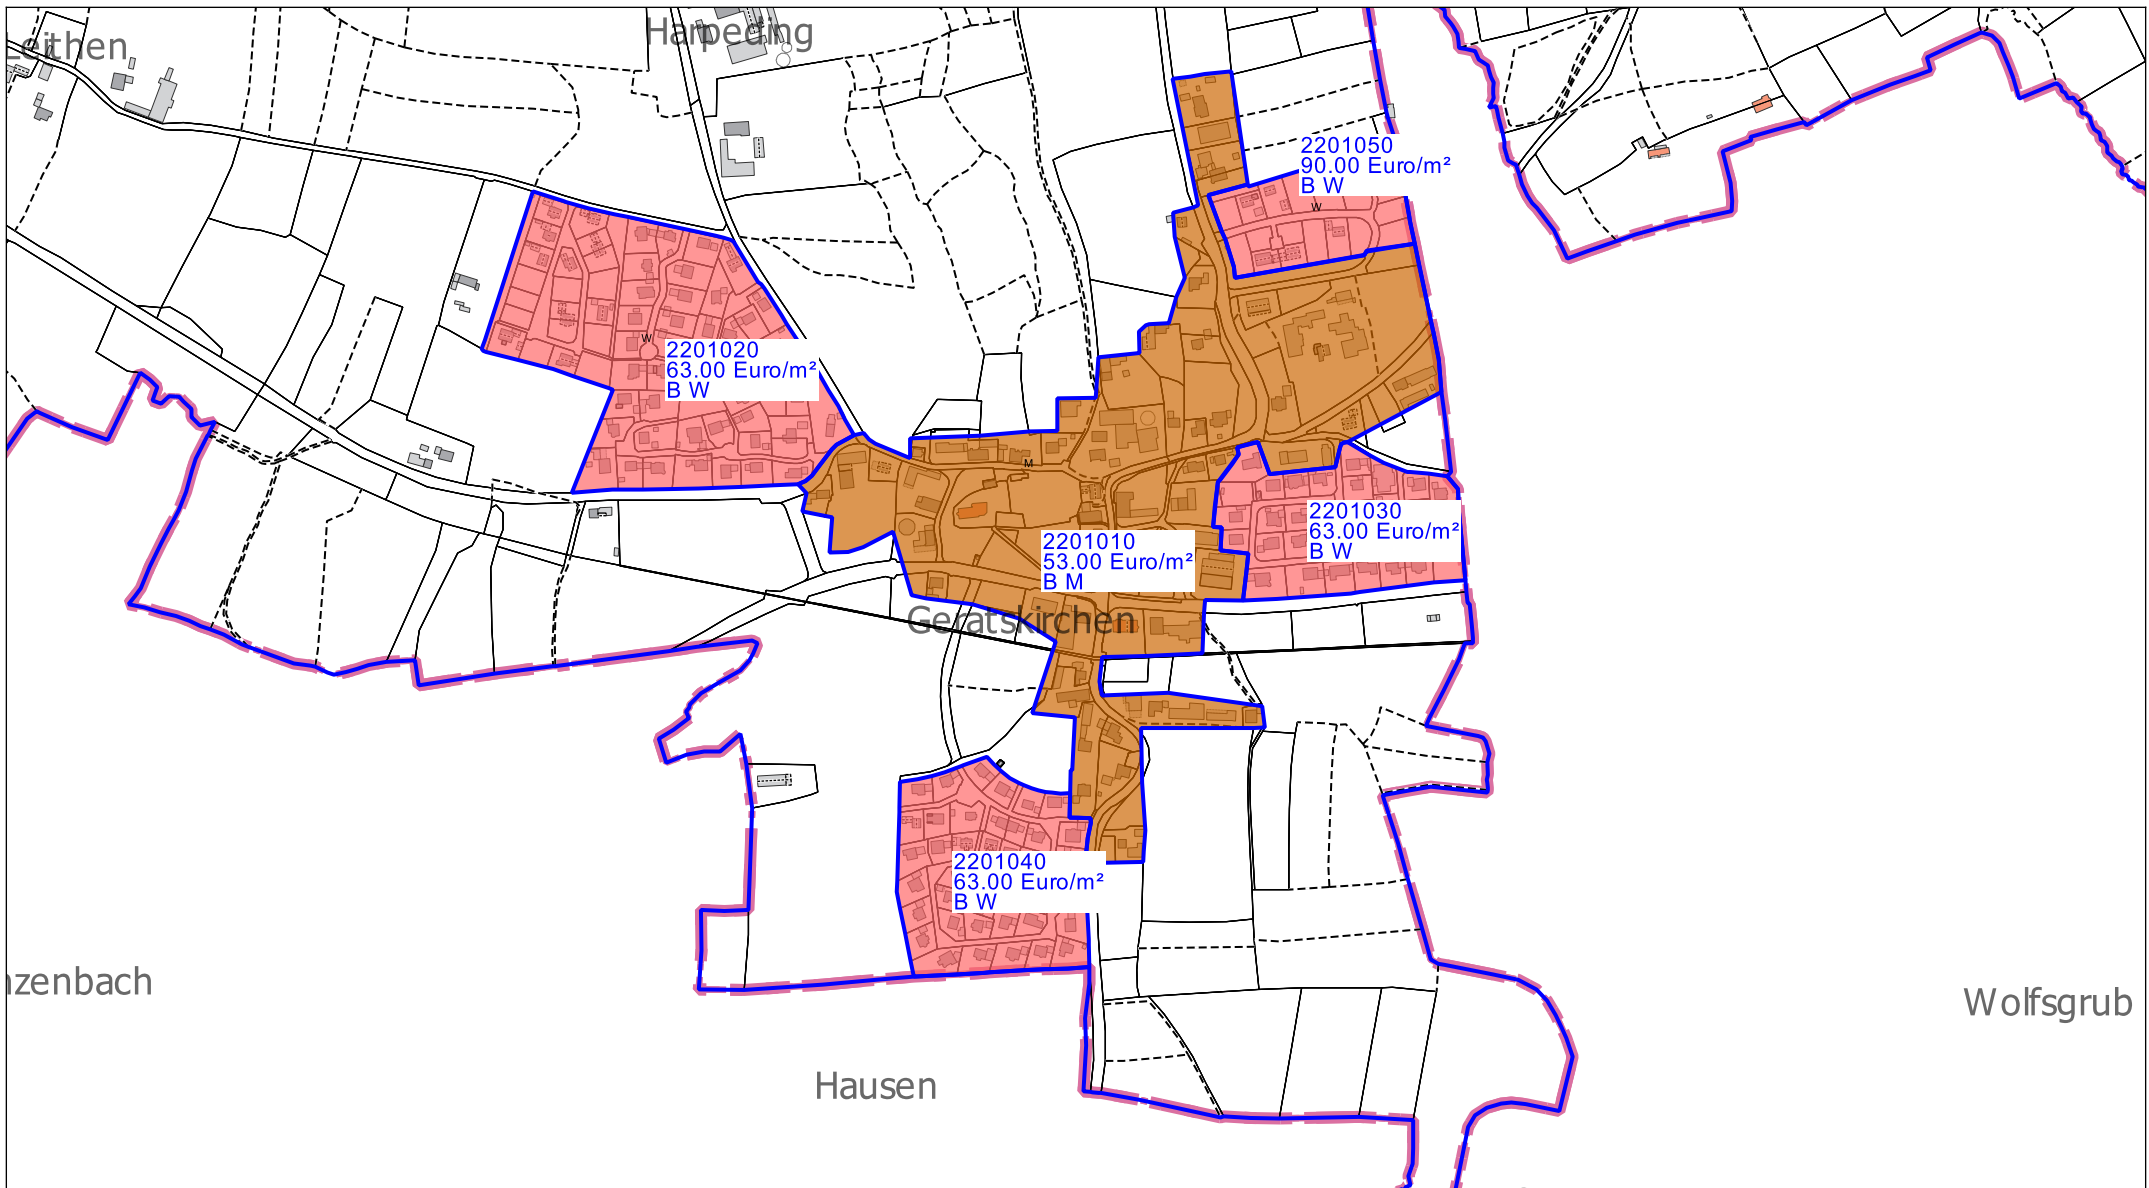 Leithen
Harpeding
2201050
90.00 Euro/m²
B W
W
W
2201020
63.00 Euro/m²
B W
M
2201030
63.00 Euro/m²
B W
2201010
53.00 Euro/m²
B M
Geratskirchen
2201040
63.00 Euro/m²
B W
nzenbach
Wolfsgrub
Hausen